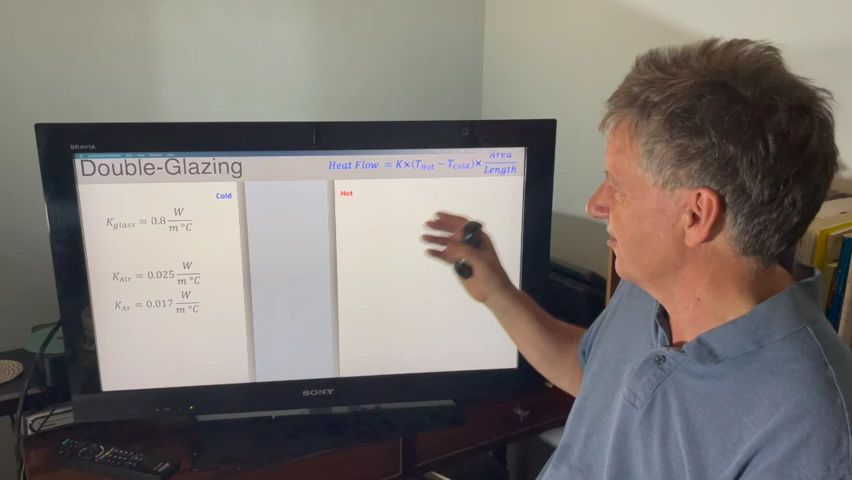 BRAVIA
Double-Glazing
Heat Flow = K×(T_Hot − T_Cold)× Area / Length
Cold
Hot
K_glass = 0.8 W / m °C
K_Air = 0.025 W / m °C
K_Ar = 0.017 W / m °C
SONY